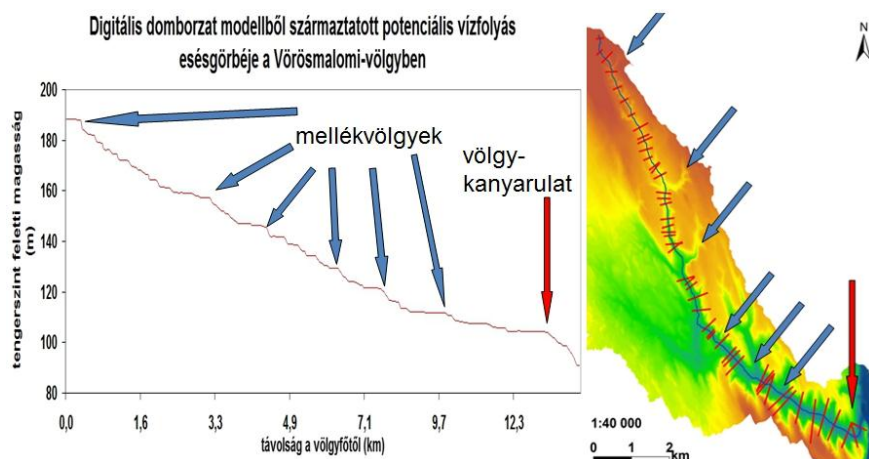 Digitális domborzat modellből származtatott potenciális vízfolyás
esésgörbéje a Vörösmalomi-völgyben
tengerszint feletti magasság
(m)
200
180
160
140
120
100
80
mellékvölgyek
völgy-
kanyarulat
0,0 1,6 3,3 4,9 7,1 9,7 12,3
távolság a völgyfőtől (km)
N
1:40 000
0 1 2
km